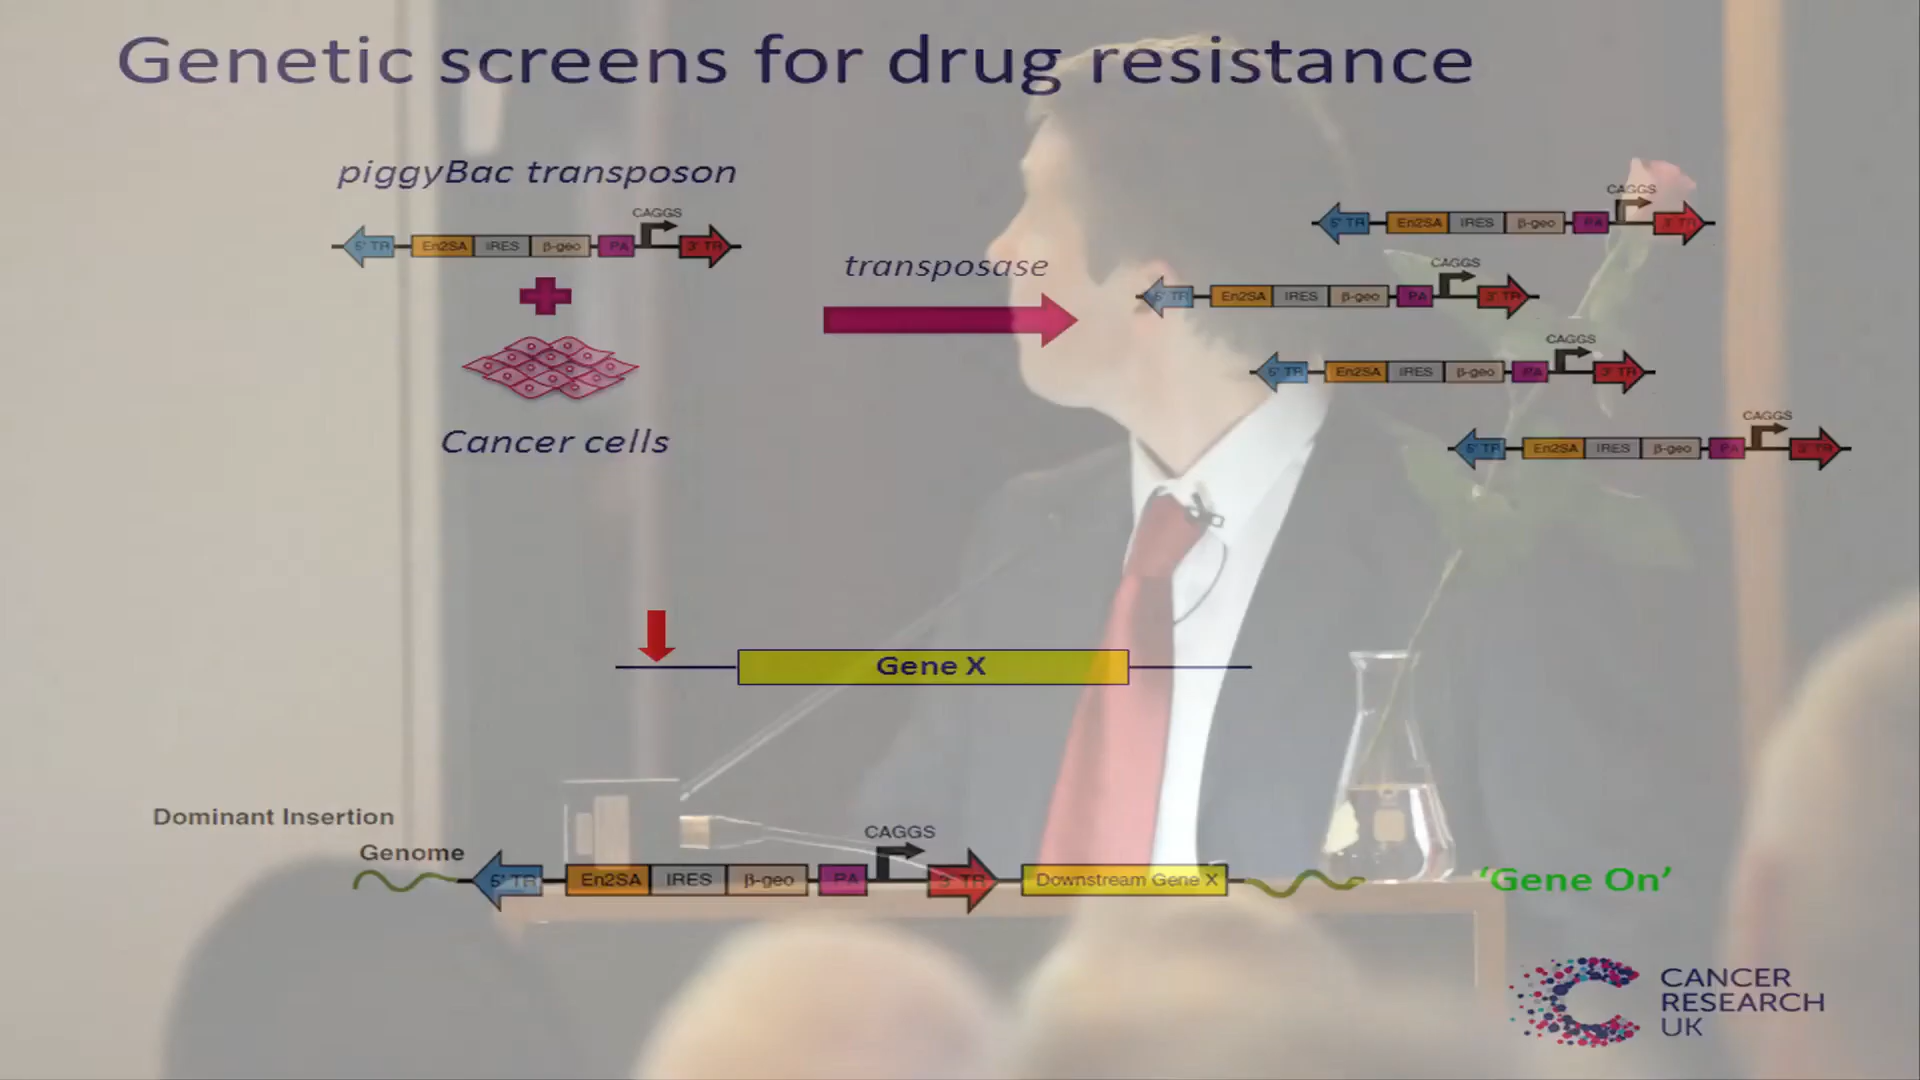 Genetic screens for drug resistance
piggyBac transposon
CAGGS
5' TR En2SA IRES β-geo PA 3' TR
Cancer cells
transposase
CAGGS
5' TR En2SA IRES β-geo PA 3' TR
CAGGS
5' TR En2SA IRES β-geo PA 3' TR
CAGGS
5' TR En2SA IRES β-geo PA 3' TR
CAGGS
5' TR En2SA IRES β-geo PA 3' TR
Gene X
Dominant Insertion
Genome
CAGGS
5' TR En2SA IRES β-geo PA 3' TR Downstream Gene X
'Gene On'
CANCER
RESEARCH
UK